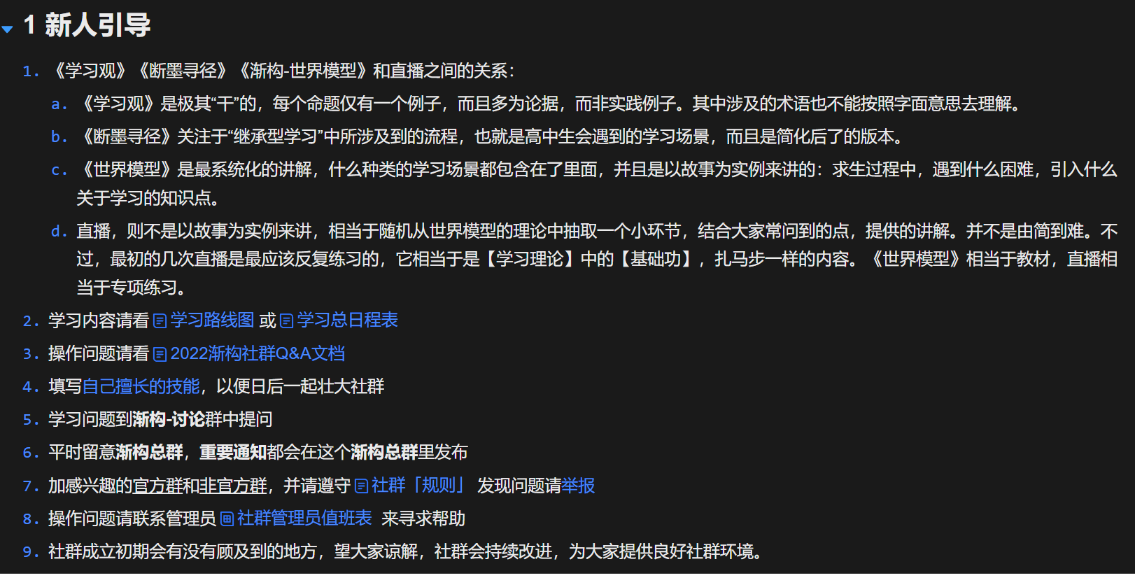 1 新人引导
1. 《学习观》《断墨寻径》《渐构-世界模型》和直播之间的关系：
a. 《学习观》是极其“干”的，每个命题仅有一个例子，而且多为论据，而非实践例子。其中涉及的术语也不能按照字面意思去理解。
b. 《断墨寻径》关注于“继承型学习”中所涉及到的流程，也就是高中生会遇到的学习场景，而且是简化后了的版本。
c. 《世界模型》是最系统化的讲解，什么种类的学习场景都包含在了里面，并且是以故事为实例来讲的：求生过程中，遇到什么困难，引入什么
关于学习的知识点。
d. 直播，则不是以故事为实例来讲，相当于随机从世界模型的理论中抽取一个小环节，结合大家常问到的点，提供的讲解。并不是由简到难。不
过，最初的几次直播是最应该反复练习的，它相当于是【学习理论】中的【基础功】，扎马步一样的内容。《世界模型》相当于教材，直播相
当于专项练习。
2. 学习内容请看 学习路线图 或 学习总日程表
3. 操作问题请看 2022渐构社群Q&A文档
4. 填写自己擅长的技能，以便日后一起壮大社群
5. 学习问题到渐构-讨论群中提问
6. 平时留意渐构总群，重要通知都会在这个渐构总群里发布
7. 加感兴趣的官方群和非官方群，并请遵守 社群「规则」 发现问题请举报
8. 操作问题请联系管理员 社群管理员值班表 来寻求帮助
9. 社群成立初期会有没有顾及到的地方，望大家谅解，社群会持续改进，为大家提供良好社群环境。